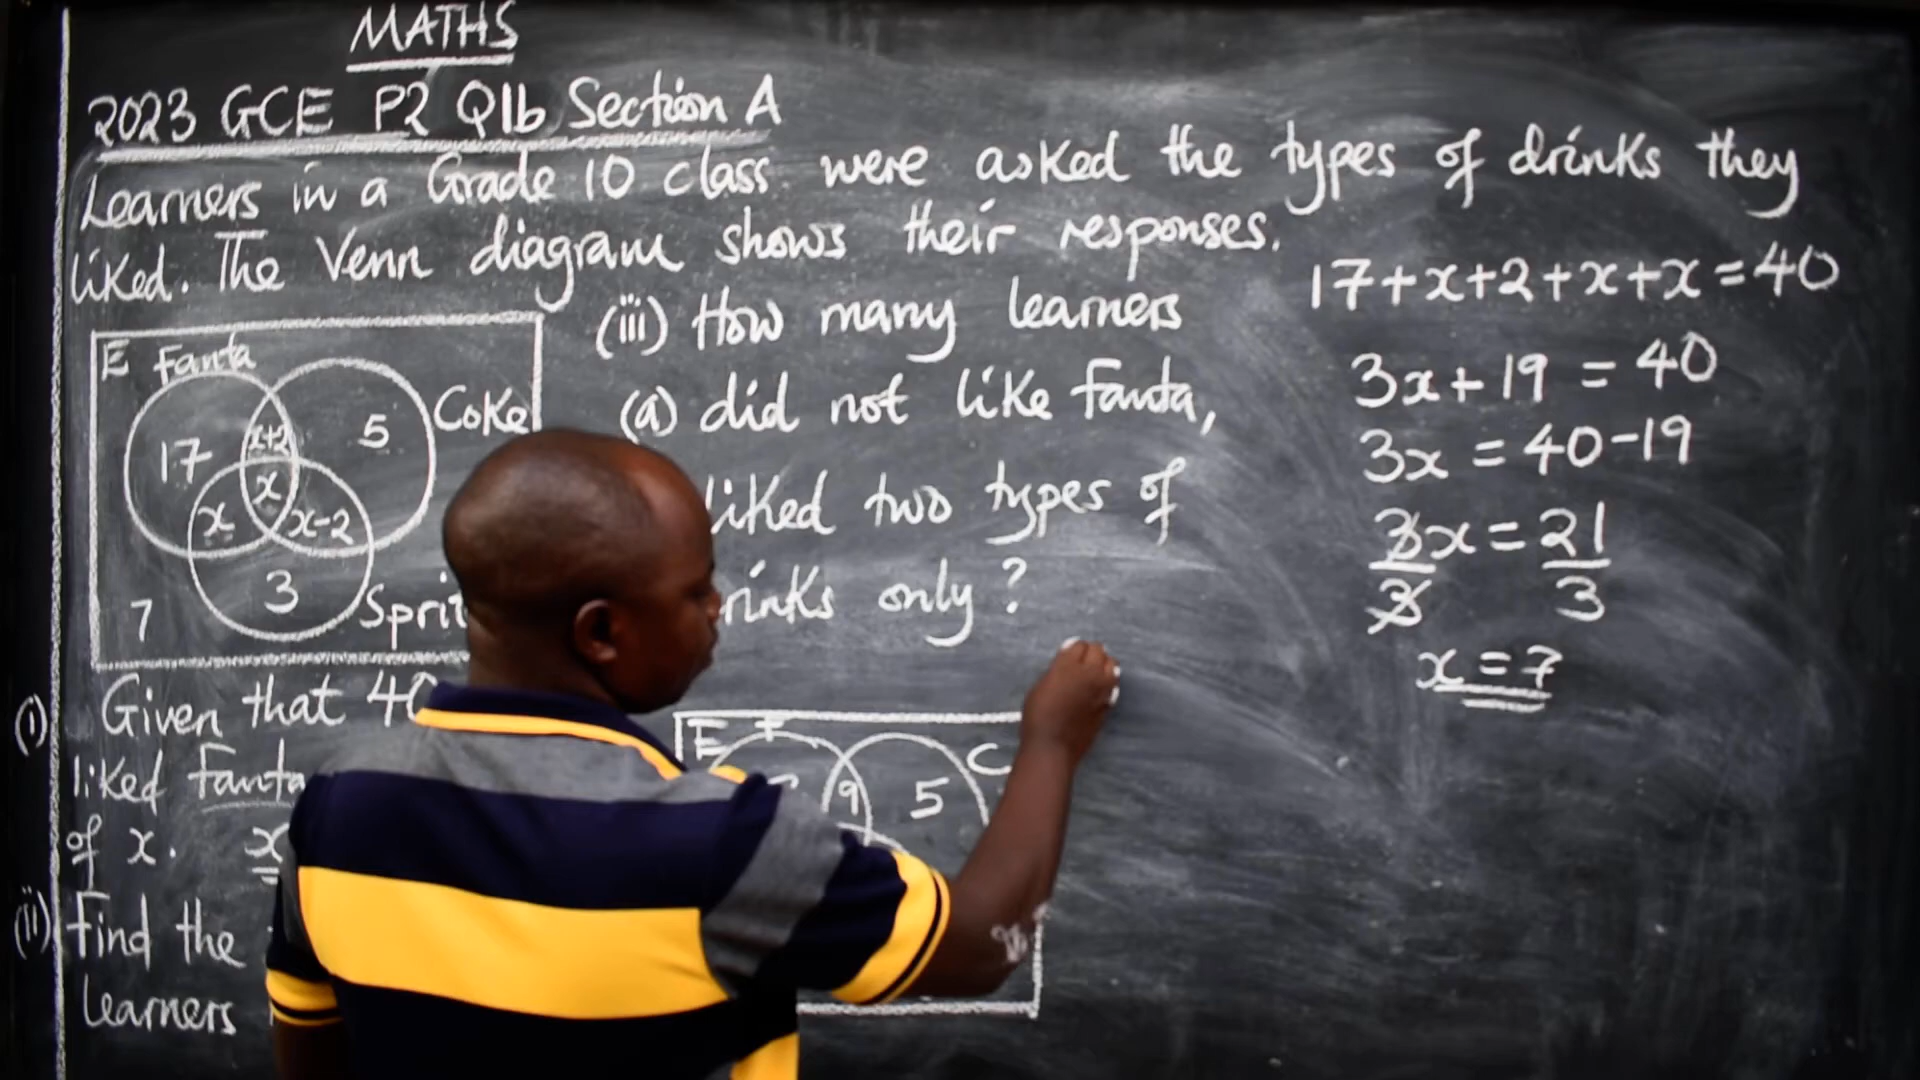 MATHS
2023 GCE P2 Q1b Section A
Learners in a Grade 10 class were asked the types of drinks they
liked. The Venn diagram shows their responses.
E Fanta
Coke
17 x+2 5
x
x x-2
3
7
(i) Given that 40
liked Fanta
of x. x
(ii) Find the
learners
(iii) How many learners
(a) did not like Fanta,
liked two types of
only?
E F
C
9 5
17+x+2+x+x=40
3x+19=40
3x=40-19
3x=21
3 3
x=7